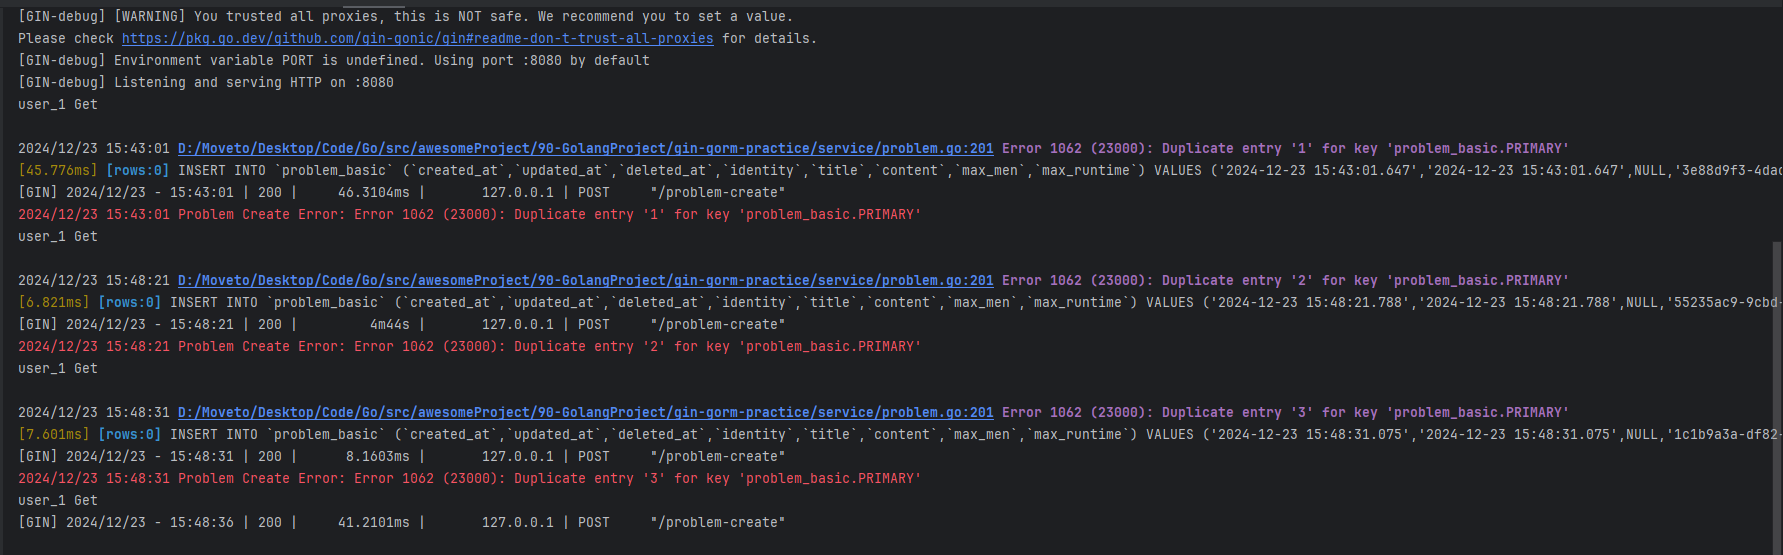 [GIN-debug] [WARNING] You trusted all proxies, this is NOT safe. We recommend you to set a value.
Please check https://pkg.go.dev/github.com/gin-gonic/gin#readme-don-t-trust-all-proxies for details.
[GIN-debug] Environment variable PORT is undefined. Using port :8080 by default
[GIN-debug] Listening and serving HTTP on :8080
user_1 Get
2024/12/23 15:43:01 D:/Moveto/Desktop/Code/Go/src/awesomeProject/90-GolangProject/gin-gorm-practice/service/problem.go:201 Error 1062 (23000): Duplicate entry '1' for key 'problem_basic.PRIMARY'
[45.776ms] [rows:0] INSERT INTO `problem_basic` (`created_at`,`updated_at`,`deleted_at`,`identity`,`title`,`content`,`max_men`,`max_runtime`) VALUES ('2024-12-23 15:43:01.647','2024-12-23 15:43:01.647',NULL,'3e88d9f3-4dad
[GIN] 2024/12/23 - 15:43:01 | 200 |     46.3104ms |       127.0.0.1 | POST     "/problem-create"
2024/12/23 15:43:01 Problem Create Error: Error 1062 (23000): Duplicate entry '1' for key 'problem_basic.PRIMARY'
user_1 Get
2024/12/23 15:48:21 D:/Moveto/Desktop/Code/Go/src/awesomeProject/90-GolangProject/gin-gorm-practice/service/problem.go:201 Error 1062 (23000): Duplicate entry '2' for key 'problem_basic.PRIMARY'
[6.821ms] [rows:0] INSERT INTO `problem_basic` (`created_at`,`updated_at`,`deleted_at`,`identity`,`title`,`content`,`max_men`,`max_runtime`) VALUES ('2024-12-23 15:48:21.788','2024-12-23 15:48:21.788',NULL,'55235ac9-9cbd-
[GIN] 2024/12/23 - 15:48:21 | 200 |         4m44s |       127.0.0.1 | POST     "/problem-create"
2024/12/23 15:48:21 Problem Create Error: Error 1062 (23000): Duplicate entry '2' for key 'problem_basic.PRIMARY'
user_1 Get
2024/12/23 15:48:31 D:/Moveto/Desktop/Code/Go/src/awesomeProject/90-GolangProject/gin-gorm-practice/service/problem.go:201 Error 1062 (23000): Duplicate entry '3' for key 'problem_basic.PRIMARY'
[7.601ms] [rows:0] INSERT INTO `problem_basic` (`created_at`,`updated_at`,`deleted_at`,`identity`,`title`,`content`,`max_men`,`max_runtime`) VALUES ('2024-12-23 15:48:31.075','2024-12-23 15:48:31.075',NULL,'1c1b9a3a-df82-
[GIN] 2024/12/23 - 15:48:31 | 200 |      8.1603ms |       127.0.0.1 | POST     "/problem-create"
2024/12/23 15:48:31 Problem Create Error: Error 1062 (23000): Duplicate entry '3' for key 'problem_basic.PRIMARY'
user_1 Get
[GIN] 2024/12/23 - 15:48:36 | 200 |     41.2101ms |       127.0.0.1 | POST     "/problem-create"